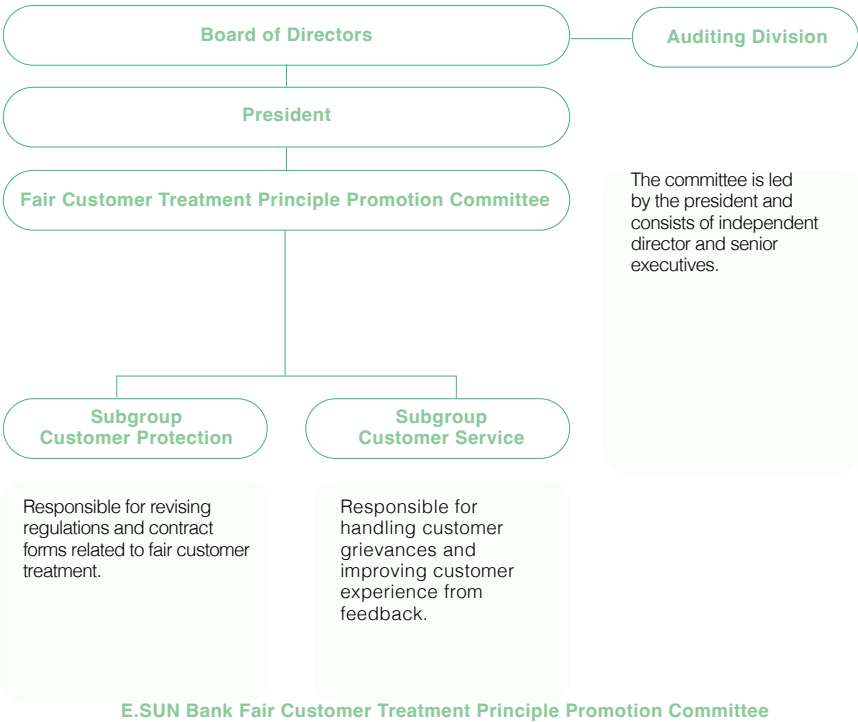 Board of Directors
Auditing Division
President
Fair Customer Treatment Principle Promotion Committee
The committee is led
by the president and
consists of independent
director and senior
executives.
Subgroup
Customer Protection
Subgroup
Customer Service
Responsible for revising
regulations and contract
forms related to fair customer
treatment.
Responsible for
handling customer
grievances and
improving customer
experience from
feedback.
E.SUN Bank Fair Customer Treatment Principle Promotion Committee